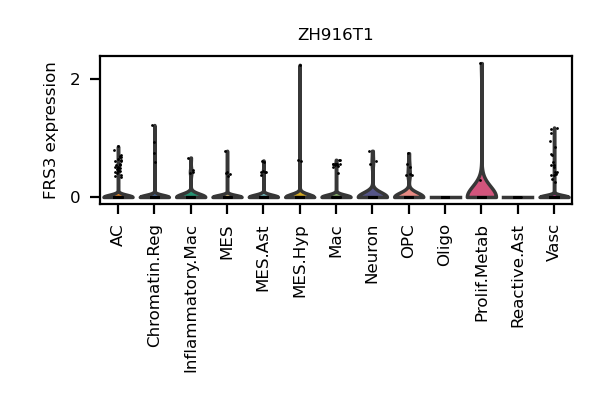 ZH916T1
FRS3 expression
2
0
AC
Chromatin.Reg
Inflammatory.Mac
MES
MES.Ast
MES.Hyp
Mac
Neuron
OPC
Oligo
Prolif.Metab
Reactive.Ast
Vasc